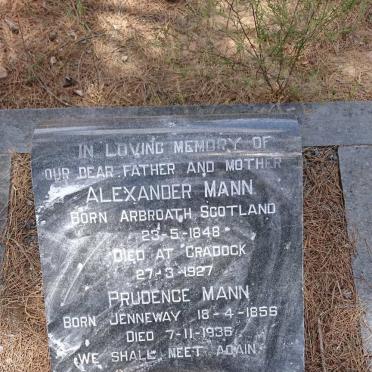 IN LOVING MEMORY OF
OUR DEAR FATHER AND MOTHER
ALEXANDER MANN
BORN ARBROATH SCOTLAND
23-5-1848
DIED AT CRADOCK
27-3-1927
PRUDENCE MANN
BORN JENNEWAY 18-4-1856
DIED 7-11-1936
WE SHALL MEET AGAIN